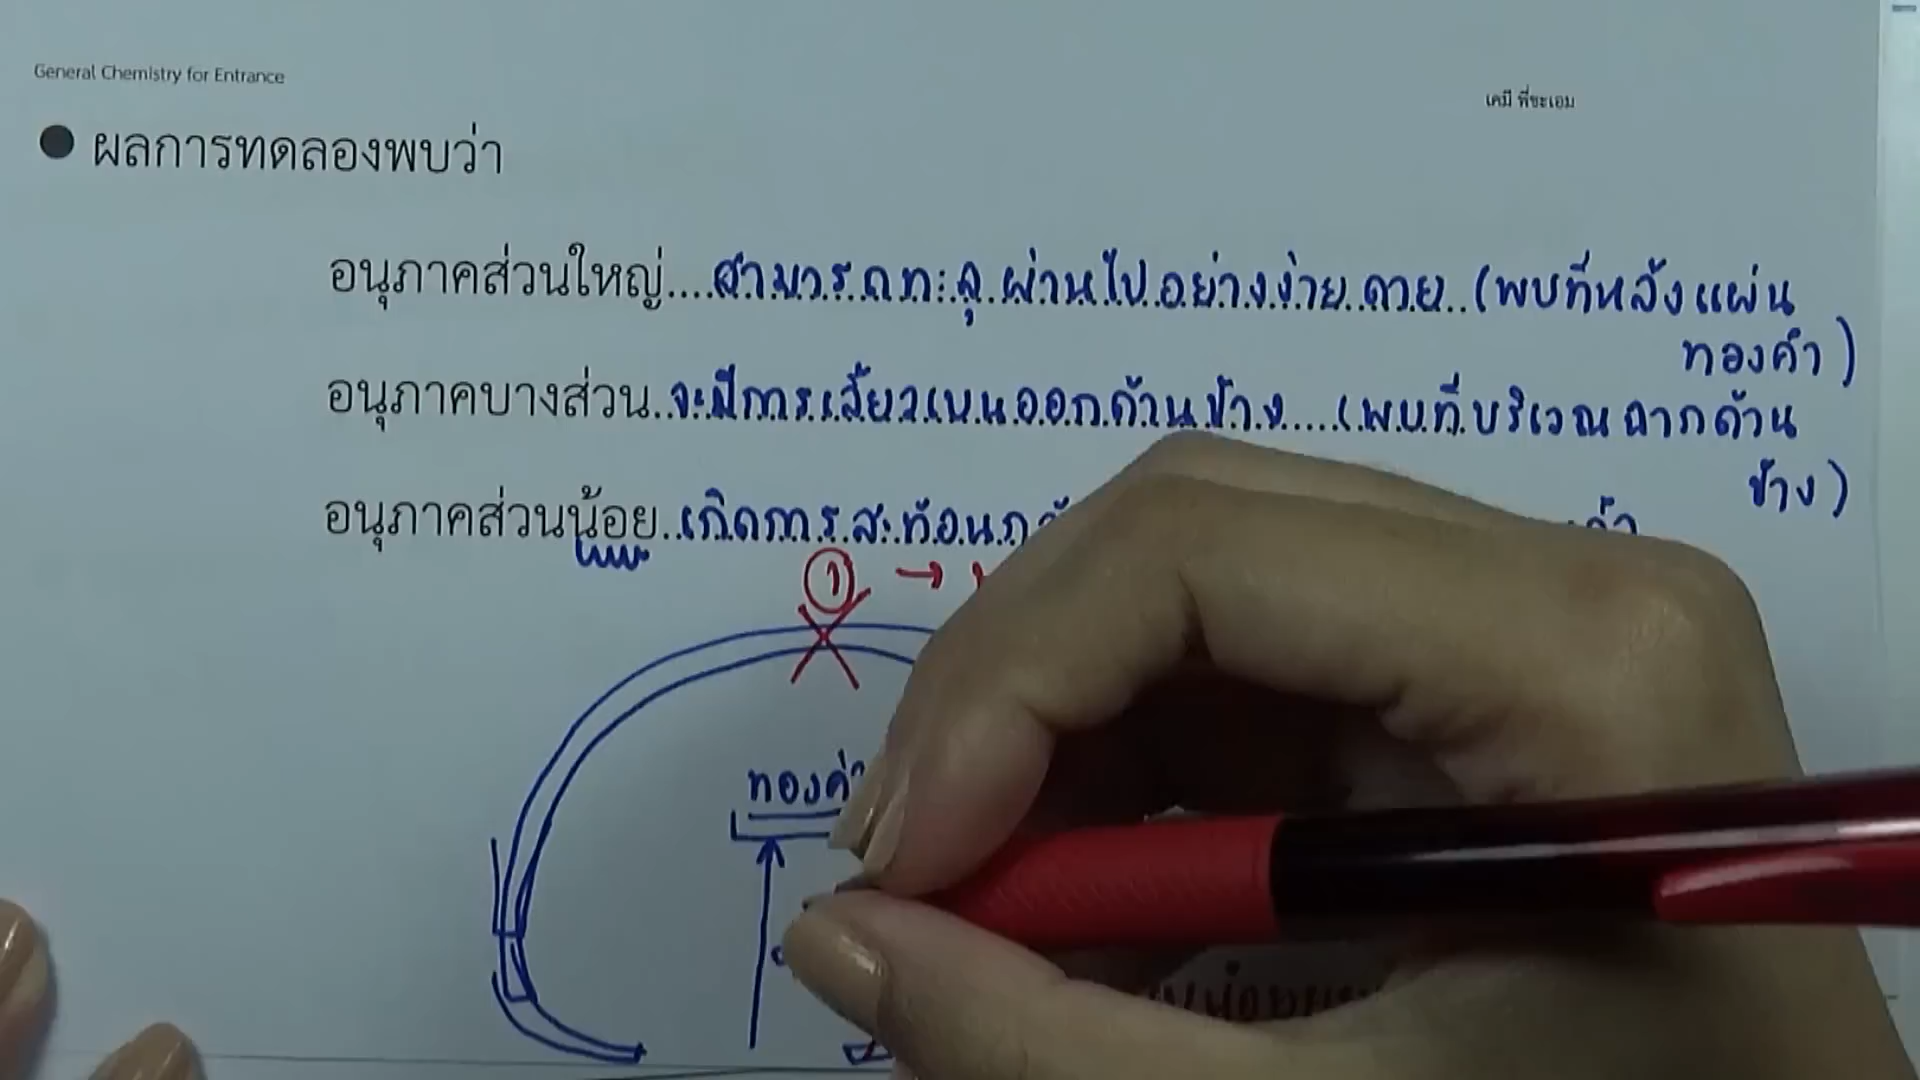 General Chemistry for Entrance
เคมี พี่ชะเอม
● ผลการทดลองพบว่า
อนุภาคส่วนใหญ่....สามารถทะลุผ่านไปอย่างง่ายดาย..(พบที่หลังแผ่น
ทองคำ)
อนุภาคบางส่วน..จะมีการเลี้ยวเบนออกด้านข้าง....(พบที่บริเวณฉากด้าน
ข้าง)
อนุภาคส่วนน้อย..เกิดการสะท้อนก
① →
ทองคำ